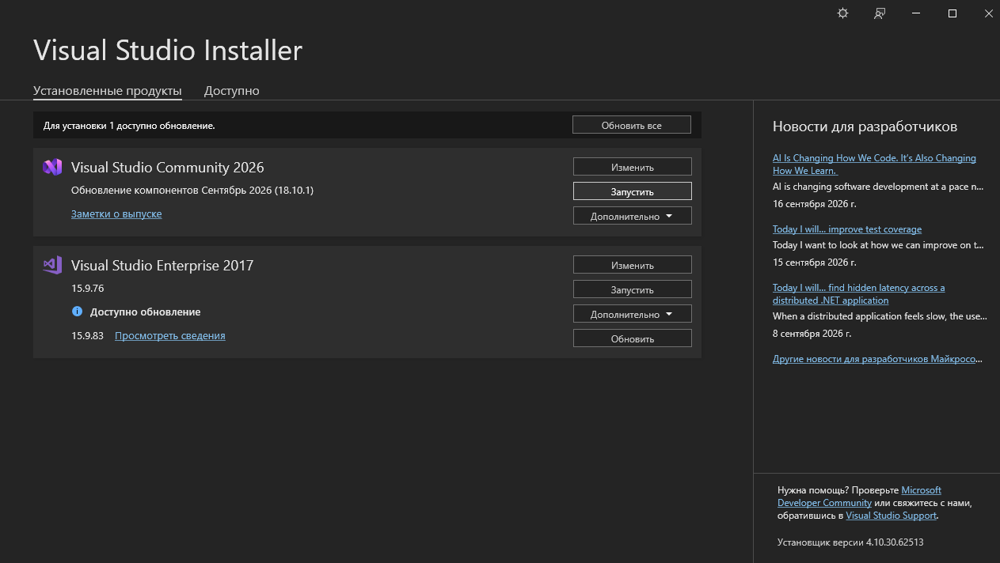 Visual Studio Installer
Установленные продукты
Доступно
Для установки 1 доступно обновление.
Обновить все
Visual Studio Community 2026
Обновление компонентов Сентябрь 2026 (18.10.1)
Заметки о выпуске
Изменить
Запустить
Дополнительно
Visual Studio Enterprise 2017
15.9.76
Доступно обновление
15.9.83 Просмотреть сведения
Изменить
Запустить
Дополнительно
Обновить
Новости для разработчиков
AI Is Changing How We Code. It's Also Changing
How We Learn.
AI is changing software development at a pace n...
16 сентября 2026 г.
Today I will... improve test coverage
Today I want to look at how we can improve on t...
15 сентября 2026 г.
Today I will... find hidden latency across a
distributed .NET application
When a distributed application feels slow, the use...
8 сентября 2026 г.
Другие новости для разработчиков Майкросо...
Нужна помощь? Проверьте Microsoft
Developer Community или свяжитесь с нами,
обратившись в Visual Studio Support.
Установщик версии 4.10.30.62513